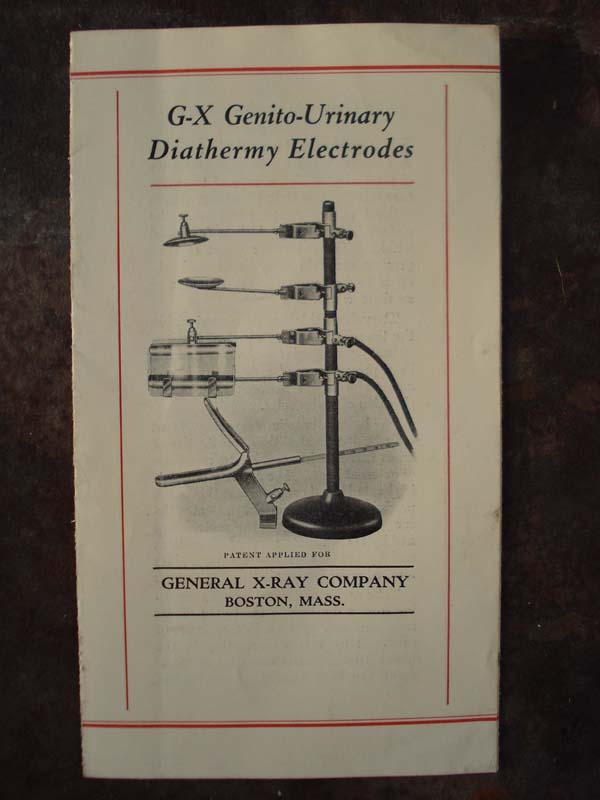 G-X Genito-Urinary
Diathermy Electrodes
PATENT APPLIED FOR
GENERAL X-RAY COMPANY
BOSTON, MASS.